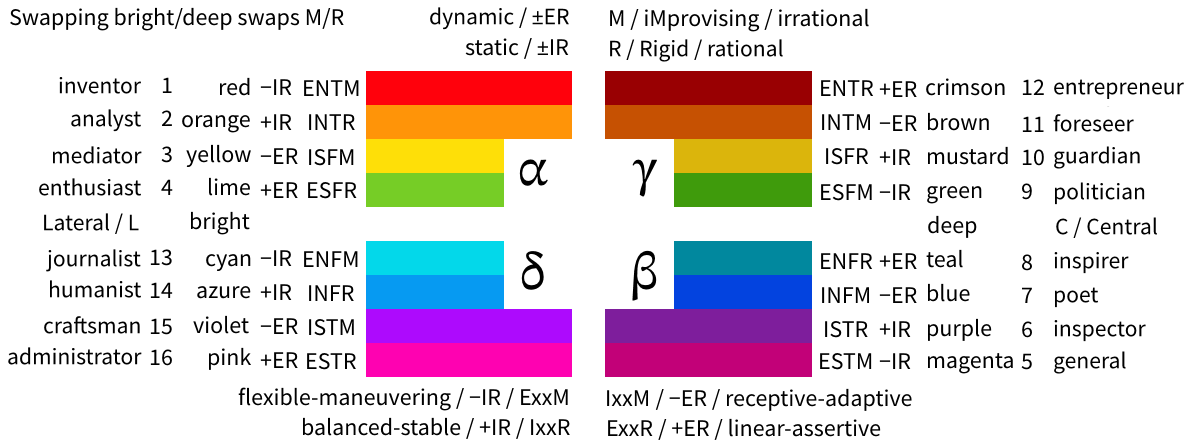 Swapping bright/deep swaps M/R dynamic / ±ER M / iMprovising / irrational
static / ±IR R / Rigid / rational
inventor 1 red −IR ENTM ENTR +ER crimson 12 entrepreneur
analyst 2 orange +IR INTR INTM −ER brown 11 foreseer
mediator 3 yellow −ER ISFM α γ ISFR +IR mustard 10 guardian
enthusiast 4 lime +ER ESFR ESFM −IR green 9 politician
Lateral / L bright deep C / Central
journalist 13 cyan −IR ENFM δ β ENFR +ER teal 8 inspirer
humanist 14 azure +IR INFR INFM −ER blue 7 poet
craftsman 15 violet −ER ISTM ISTR +IR purple 6 inspector
administrator 16 pink +ER ESTR ESTM −IR magenta 5 general
flexible-maneuvering / −IR / ExxM IxxM / −ER / receptive-adaptive
balanced-stable / +IR / IxxR ExxR / +ER / linear-assertive